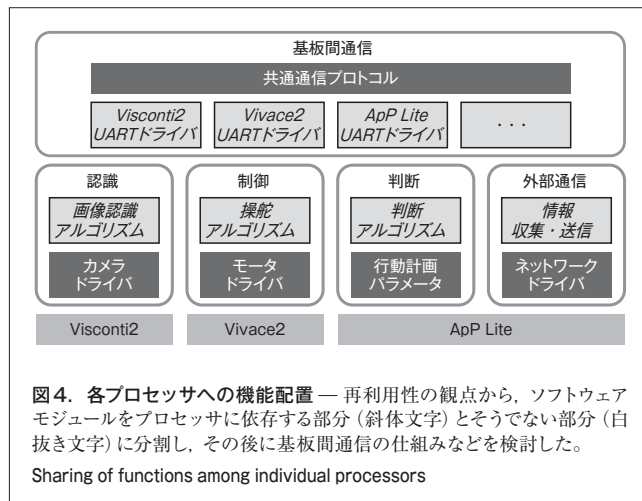 基板間通信
共通通信プロトコル
Visconti2
UARTドライバ
Vivace2
UARTドライバ
ApP Lite
UARTドライバ
・・・
認識
制御
判断
外部通信
画像認識
アルゴリズム
操舵
アルゴリズム
判断
アルゴリズム
情報
収集・送信
カメラ
ドライバ
モータ
ドライバ
行動計画
パラメータ
ネットワーク
ドライバ
Visconti2
Vivace2
ApP Lite
図4．各プロセッサへの機能配置 ― 再利用性の観点から，ソフトウェア
モジュールをプロセッサに依存する部分（斜体文字）とそうでない部分（白
抜き文字）に分割し，その後に基板間通信の仕組みなどを検討した。
Sharing of functions among individual processors